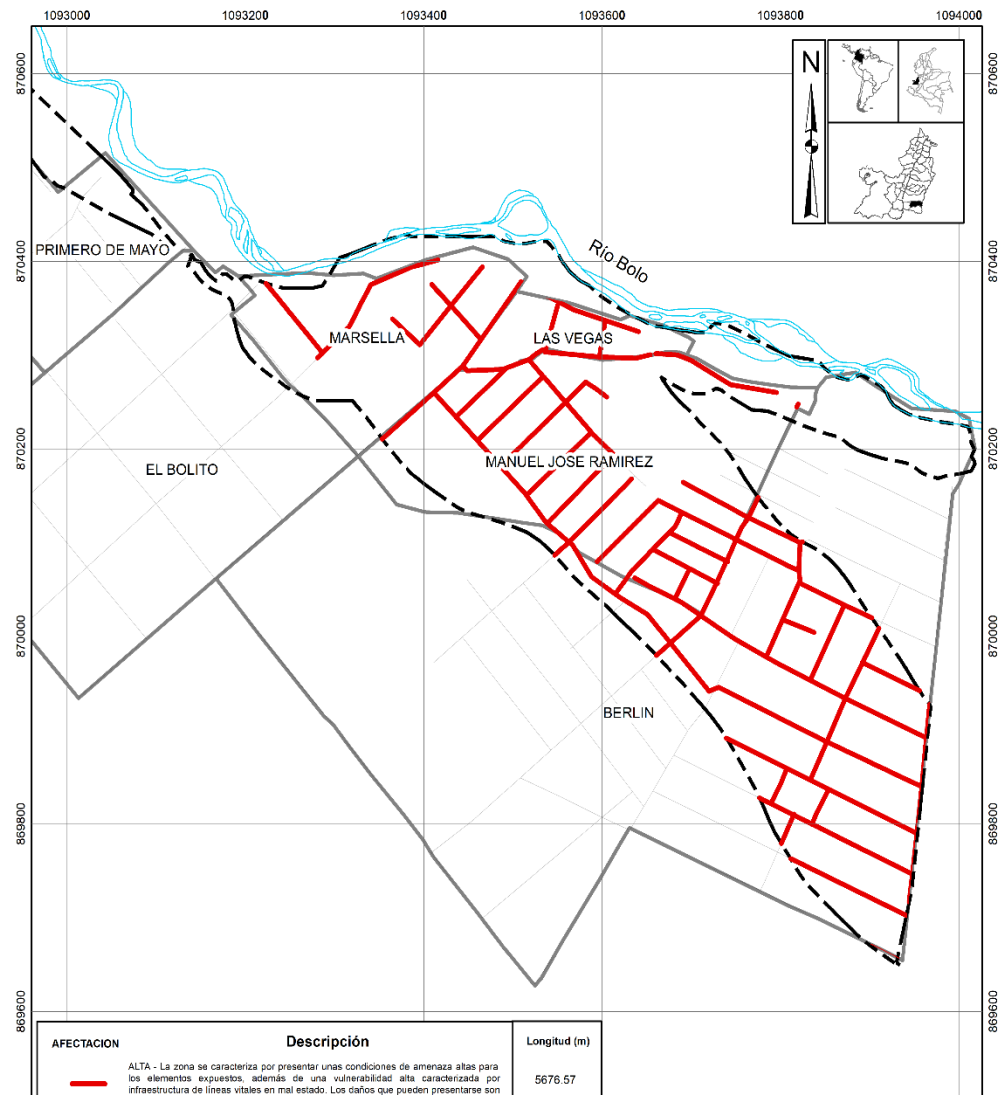 1093000 1093400 1093600 1093800 1094000
870600 870600
N
Río Bolo
870400 870400
PRIMERO DE MAYO
MARSELLA
LAS VEGAS
870200 870200
EL BOLITO
MANUEL JOSE RAMIREZ
870000 870000
BERLIN
869800 869800
869600 869600
AFECTACION Descripción Longitud (m)
ALTA - La zona se caracteriza por presentar unas condiciones de amenaza altas para
los elementos expuestos, además de una vulnerabilidad alta caracterizada por
infraestructura de líneas vitales en mal estado. Los daños que pueden presentarse son
5676.57